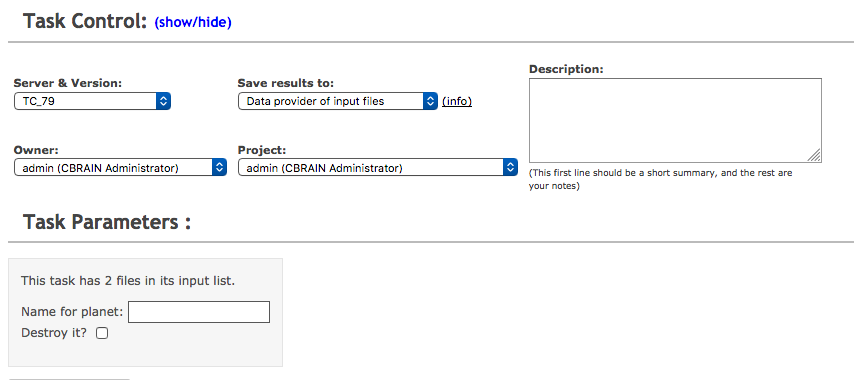 Task Control: (show/hide)
Server & Version:
TC_79
Save results to:
Data provider of input files (info)
Description:
(This first line should be a short summary, and the rest are
your notes)
Owner:
admin (CBRAIN Administrator)
Project:
admin (CBRAIN Administrator)
Task Parameters :
This task has 2 files in its input list.
Name for planet:
Destroy it?